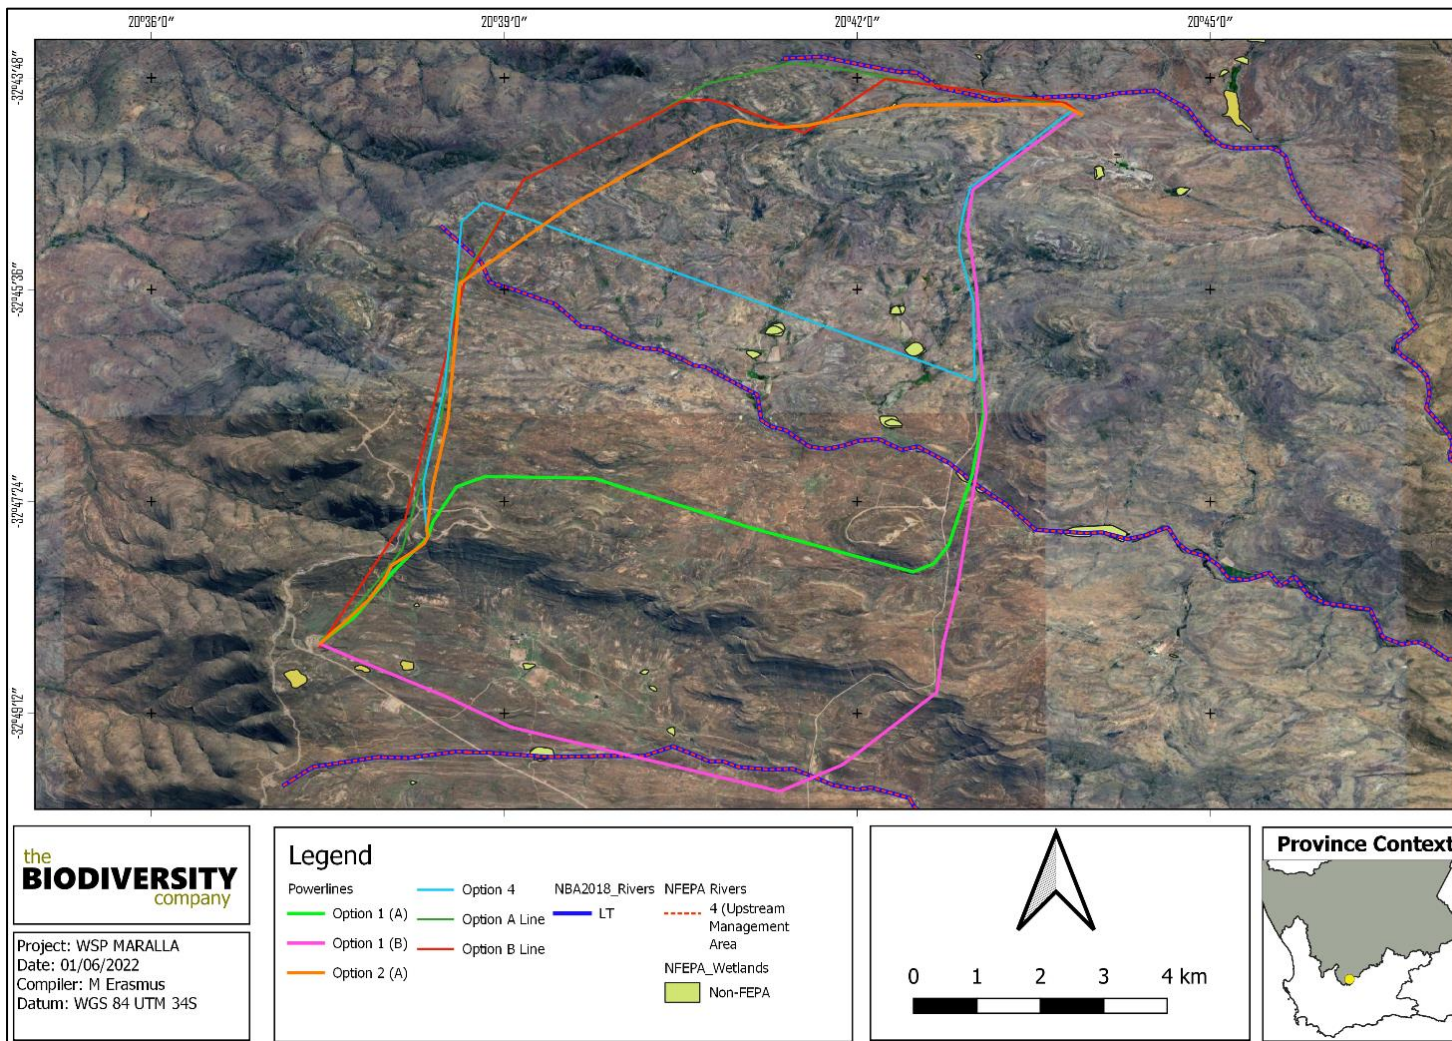 20°36'0" 20°39'0" 20°42'0" 20°45'0"
-32°43'48"
-32°45'36"
-32°47'24"
-32°49'12"
the
BIODIVERSITY
company
Project: WSP MARALLA
Date: 01/06/2022
Compiler: M Erasmus
Datum: WGS 84 UTM 34S
Legend
Powerlines
Option 1 (A)
Option 1 (B)
Option 2 (A)
Option 4
Option A Line
Option B Line
NBA2018_Rivers
LT
NFEPA Rivers
4 (Upstream
Management
Area
NFEPA_Wetlands
Non-FEPA
0 1 2 3 4 km
Province Context